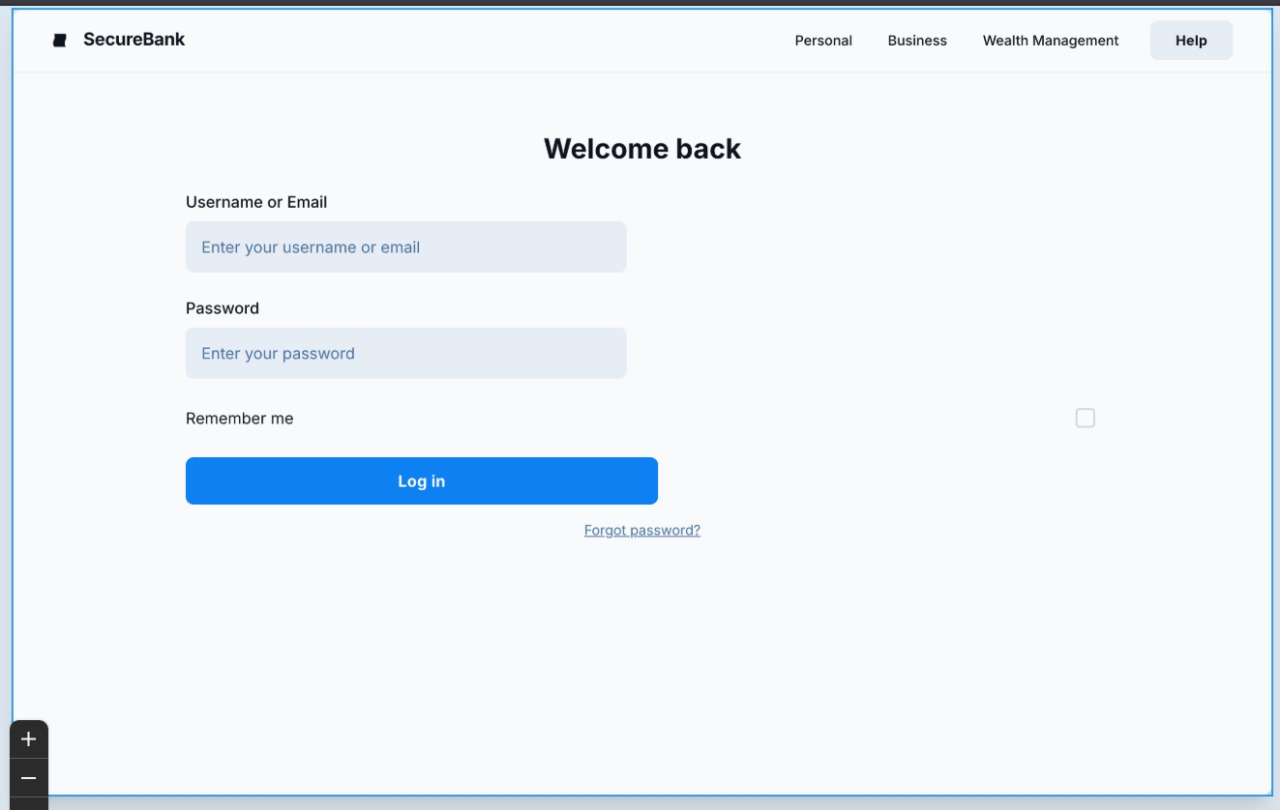 SecureBank
Personal Business Wealth Management Help
Welcome back
Username or Email
Enter your username or email
Password
Enter your password
Remember me
Log in
Forgot password?